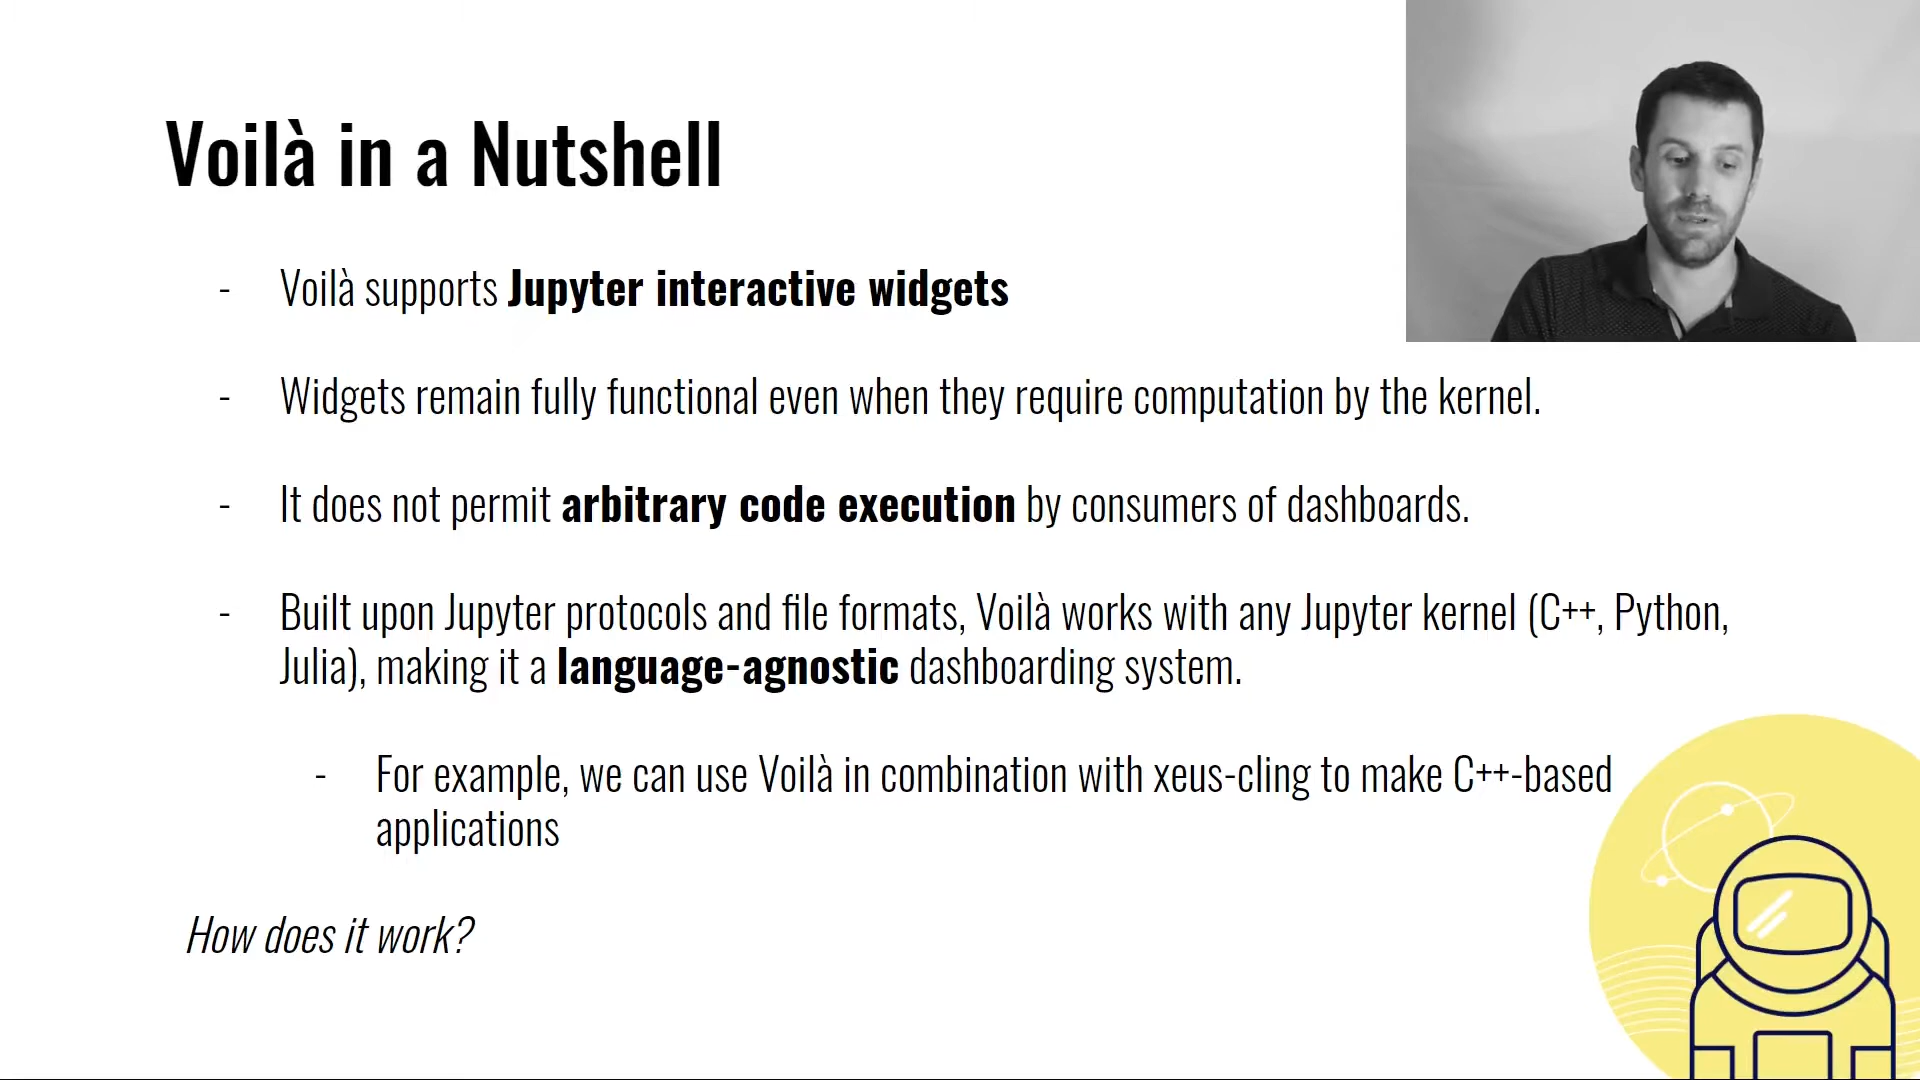 Voilà in a Nutshell
- Voilà supports Jupyter interactive widgets
- Widgets remain fully functional even when they require computation by the kernel.
- It does not permit arbitrary code execution by consumers of dashboards.
- Built upon Jupyter protocols and file formats, Voilà works with any Jupyter kernel (C++, Python,
Julia), making it a language-agnostic dashboarding system.
- For example, we can use Voilà in combination with xeus-cling to make C++-based
applications
How does it work?